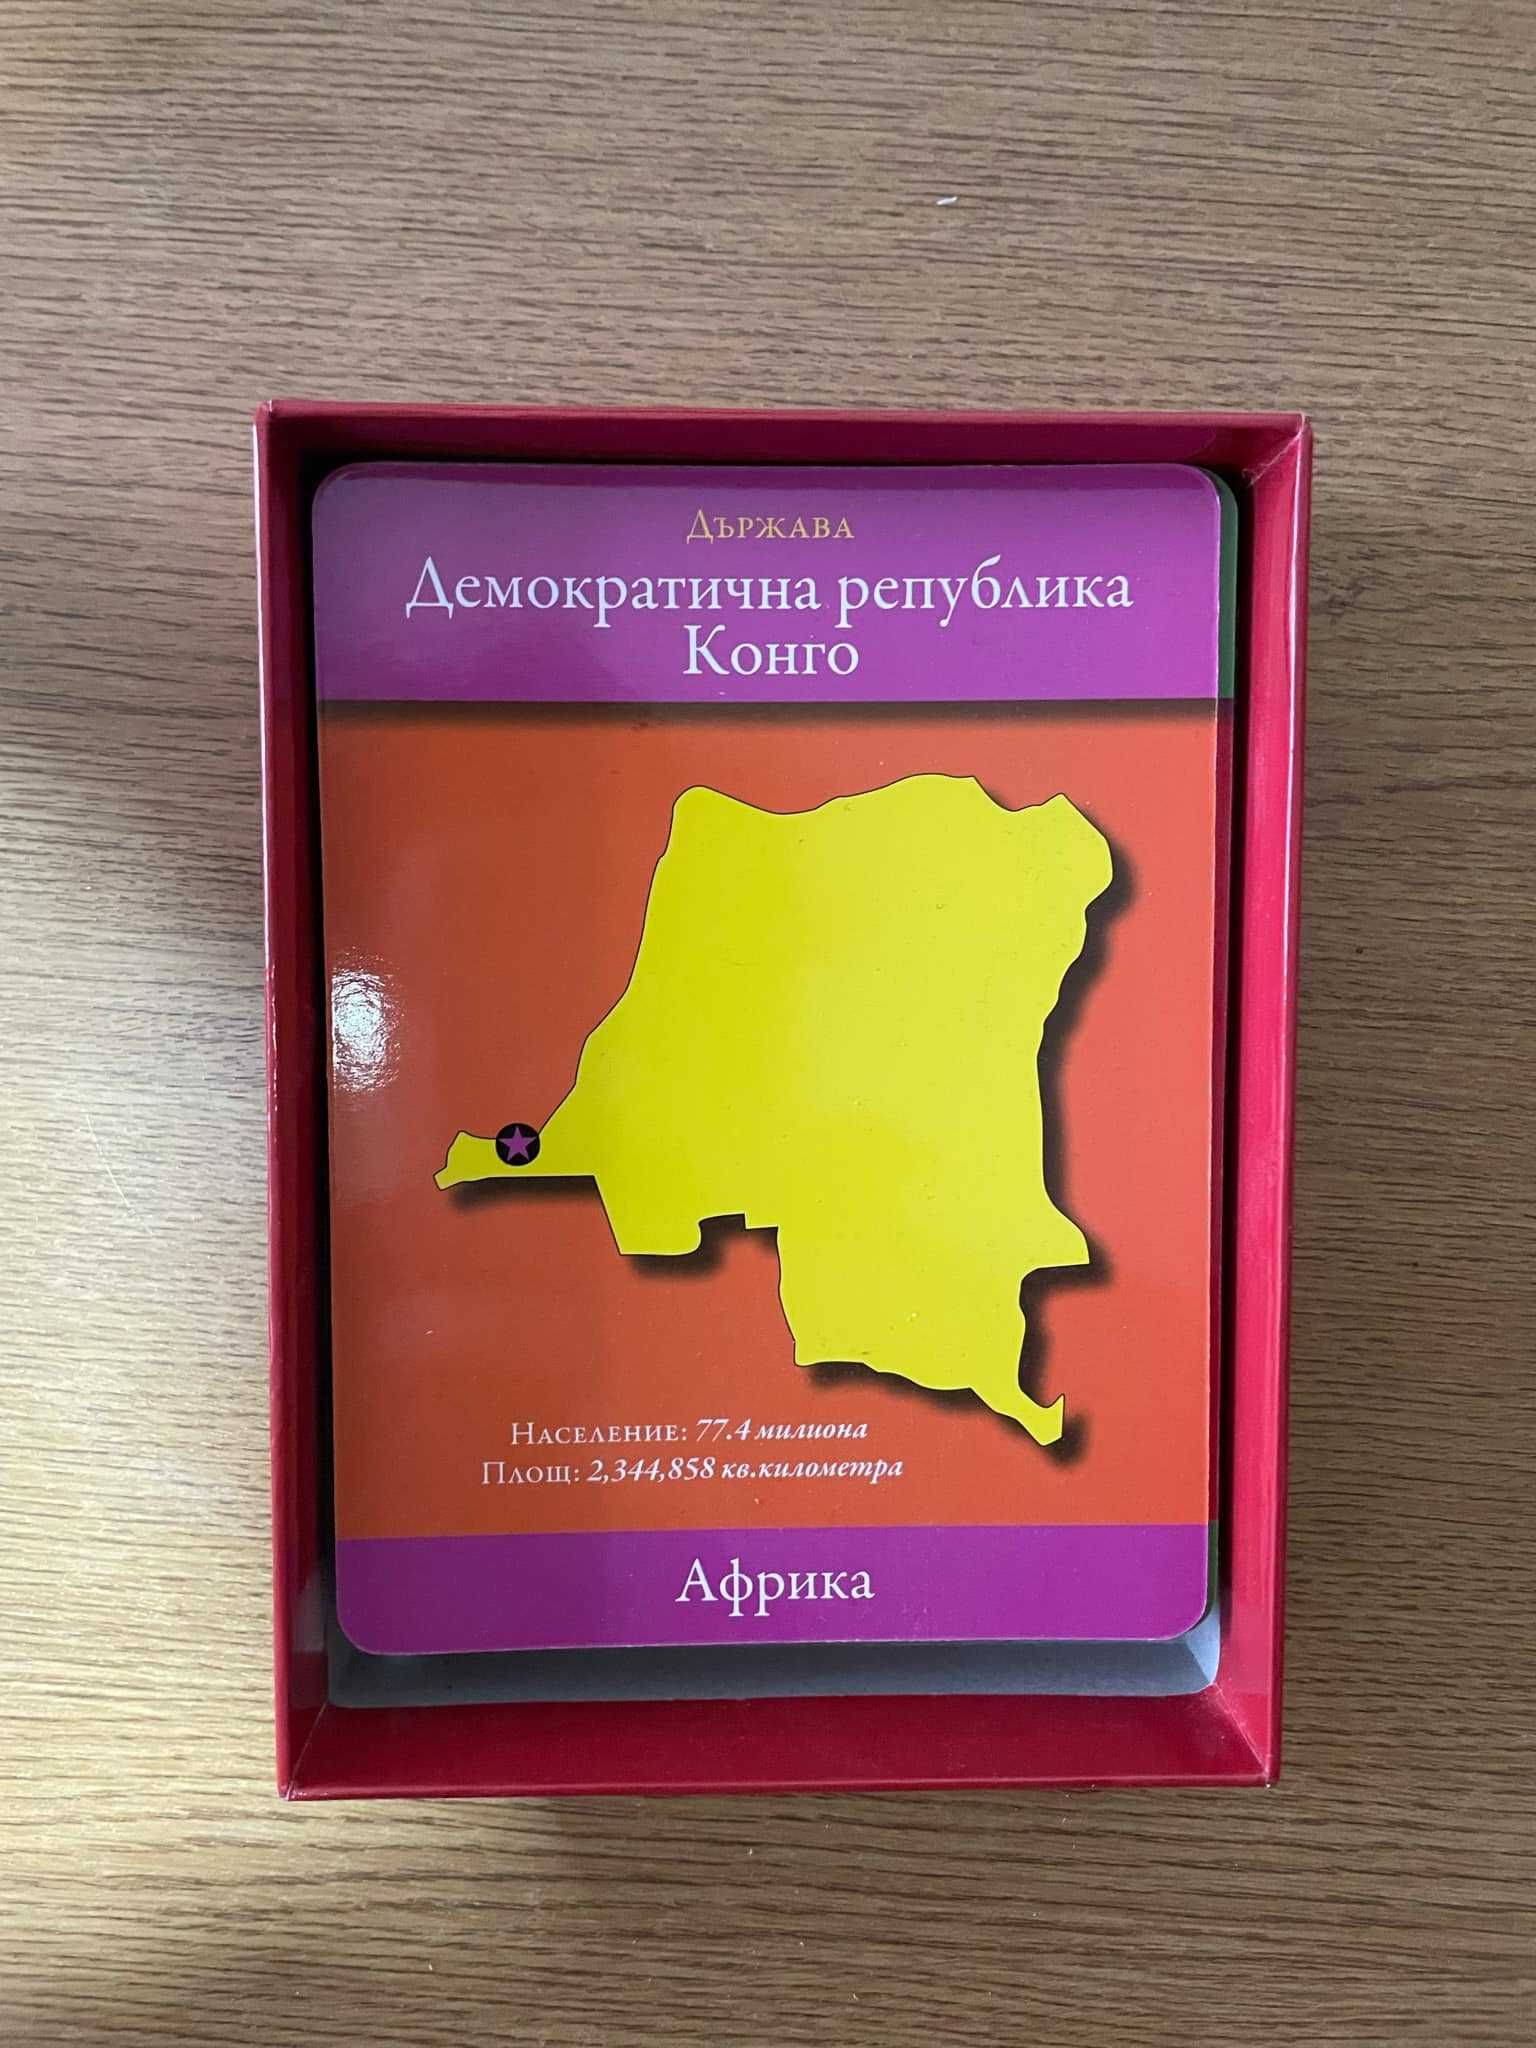 Държава
Демократична република
Конго
Население: 77.4 милиона
Площ: 2,344,858 кв.километра
Африка